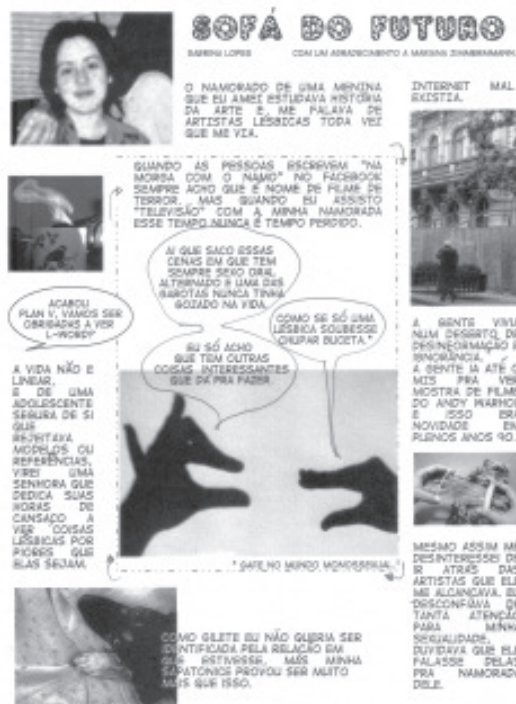 SOFÁ DO FUTURO
SABRINA LOPES COM UM AGRADECIMENTO A MARIANA ZIMMERMANN
O NAMORADO DE UMA MENINA
QUE EU AMEI ESTUDAVA HISTÓRIA
DA ARTE E ME FALAVA DE
ARTISTAS LÉSBICAS TODA VEZ
QUE ME VIA.
INTERNET MAL
EXISTIA.
QUANDO AS PESSOAS ESCREVEM "NA
MORGA COM O NAMO" NO FACEBOOK
SEMPRE ACHO QUE É NOME DE FILME DE
TERROR. MAS QUANDO EU ASSISTO
"TELEVISÃO" COM A MINHA NAMORADA
ESSE TEMPO NUNCA É TEMPO PERDIDO.
AI QUE SACO ESSAS
CENAS EM QUE TEM
SEMPRE SEXO ORAL
ALTERNADO E UMA DAS
GAROTAS NUNCA TINHA
GOZADO NA VIDA.
COMO SE SÓ UMA
LÉSBICA SOUBESSE
CHUPAR BUCETA.*
EU SÓ ACHO
QUE TEM OUTRAS
COISAS INTERESSANTES
QUE DÁ PRA FAZER
ACABOU
PLAN V, VAMOS SER
OBRIGADAS A VER
L-WORD?
A VIDA NÃO É
LINEAR.
E DE UMA
ADOLESCENTE
SEGURA DE SI
QUE
REJEITAVA
MODELOS OU
REFERÊNCIAS,
VIREI UMA
SENHORA QUE
DEDICA SUAS
HORAS DE
CANSAÇO A
VER COISAS
LÉSBICAS POR
PIORES QUE
ELAS SEJAM.
* GAFE NO MUNDO MONOSSEXUAL
A GENTE VIVIA
NUM DESERTO DE
DESINFORMAÇÃO E
IGNORÂNCIA.
A GENTE IA ATÉ O
MIS PRA VER
MOSTRA DE FILME
DO ANDY WARHOL
E ISSO ERA
NOVIDADE EM
PLENOS ANOS 90.
MESMO ASSIM ME
DESINTERESSEI DE
IR ATRÁS DAS
ARTISTAS QUE ELE
ME ALCANÇAVA. EU
DESCONFIAVA DE
TANTA ATENÇÃO
PARA MINHA
SEXUALIDADE,
DUVIDAVA QUE ELE
FALASSE DELAS
PRA NAMORADA
DELE.
COMO GILETE EU NÃO QUERIA SER
IDENTIFICADA PELA RELAÇÃO EM
QUE ESTIVESSE, MAS MINHA
SAPATONICE PROVOU SER MUITO
MAIS QUE ISSO.